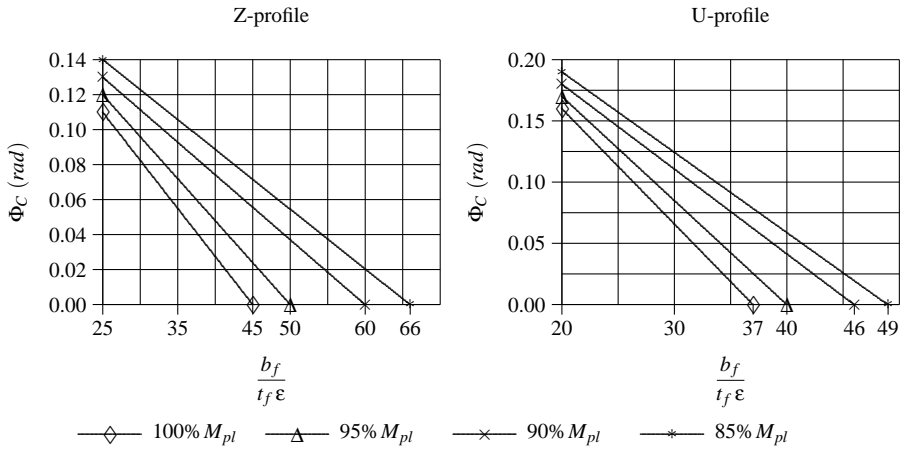 Z-profile
U-profile
0.14
0.12
0.10
0.08
0.06
0.04
0.02
0.00
Φ_C (rad)
25 35 45 50 60 66
b_f
t_f ε
0.20
0.15
0.10
0.05
0.00
Φ_C (rad)
20 30 37 40 46 49
b_f
t_f ε
100% M_pl 95% M_pl 90% M_pl 85% M_pl